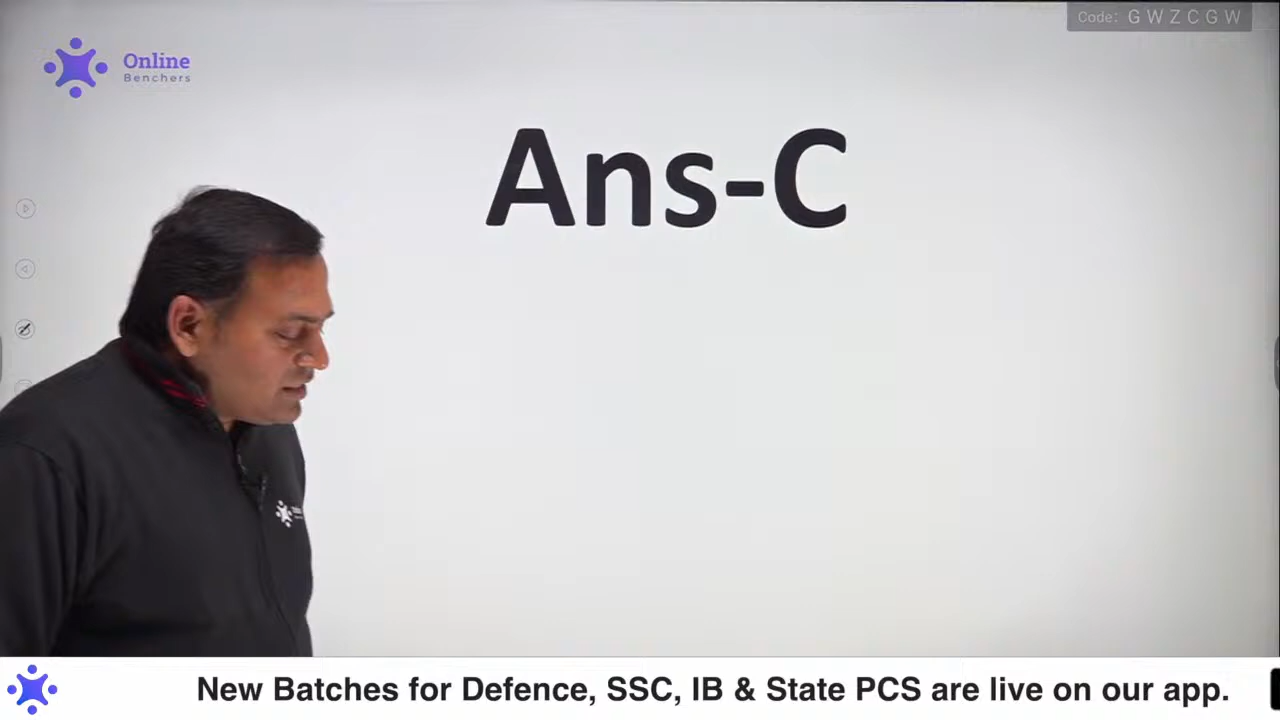 Code: G W Z C G W
Online
Benchers
Ans-C
New Batches for Defence, SSC, IB & State PCS are live on our app.